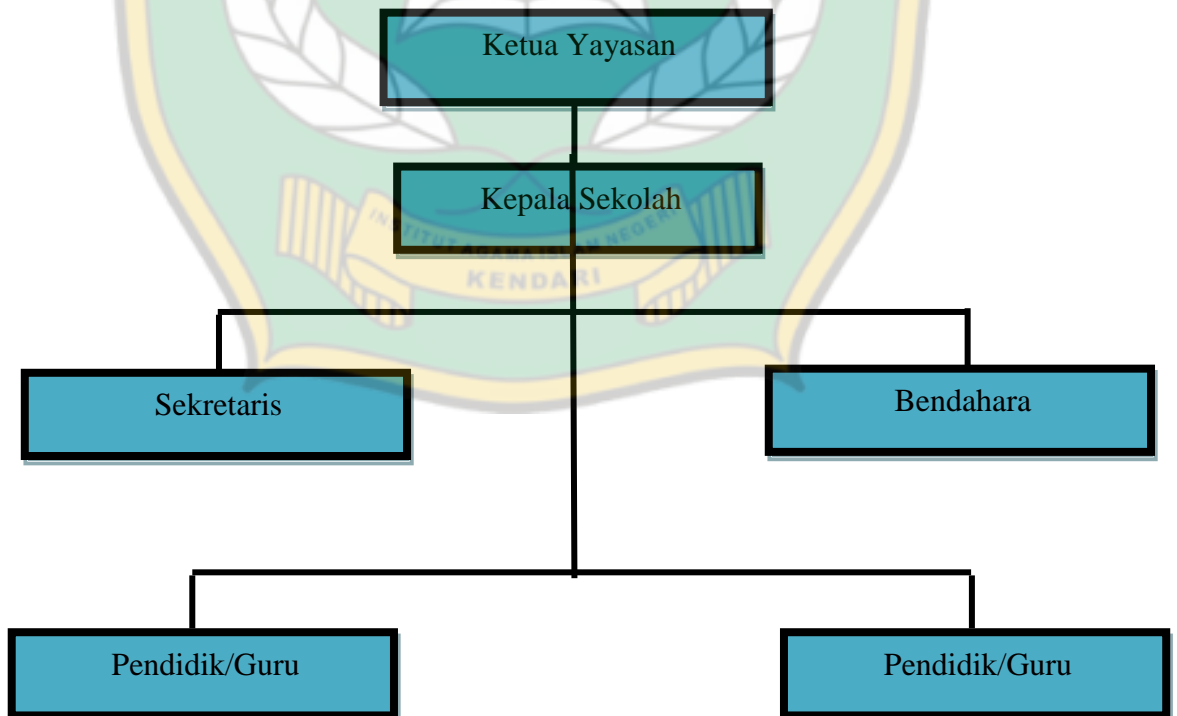 Ketua Yayasan
Kepala Sekolah
INSTITUT AGAMA ISLAM NEGERI
KENDARI
Sekretaris
Bendahara
Pendidik/Guru
Pendidik/Guru